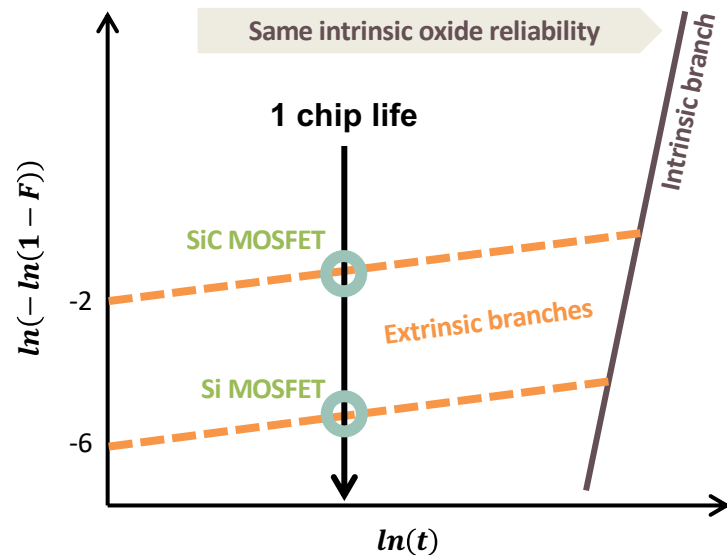 Same intrinsic oxide reliability
Intrinsic branch
1 chip life
ln(− ln(1 − F))
SiC MOSFET
-2
Extrinsic branches
Si MOSFET
-6
ln(t)